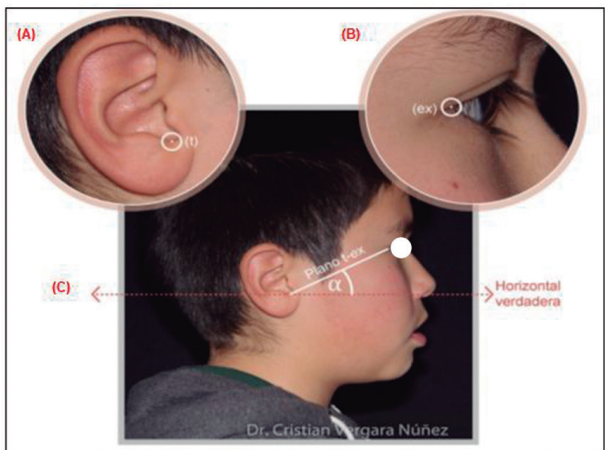 (A)
(B)
(t)
(ex)
Plano t-ex
α
(C)
Horizontal
verdadera
Dr. Cristian Vergara Núñez